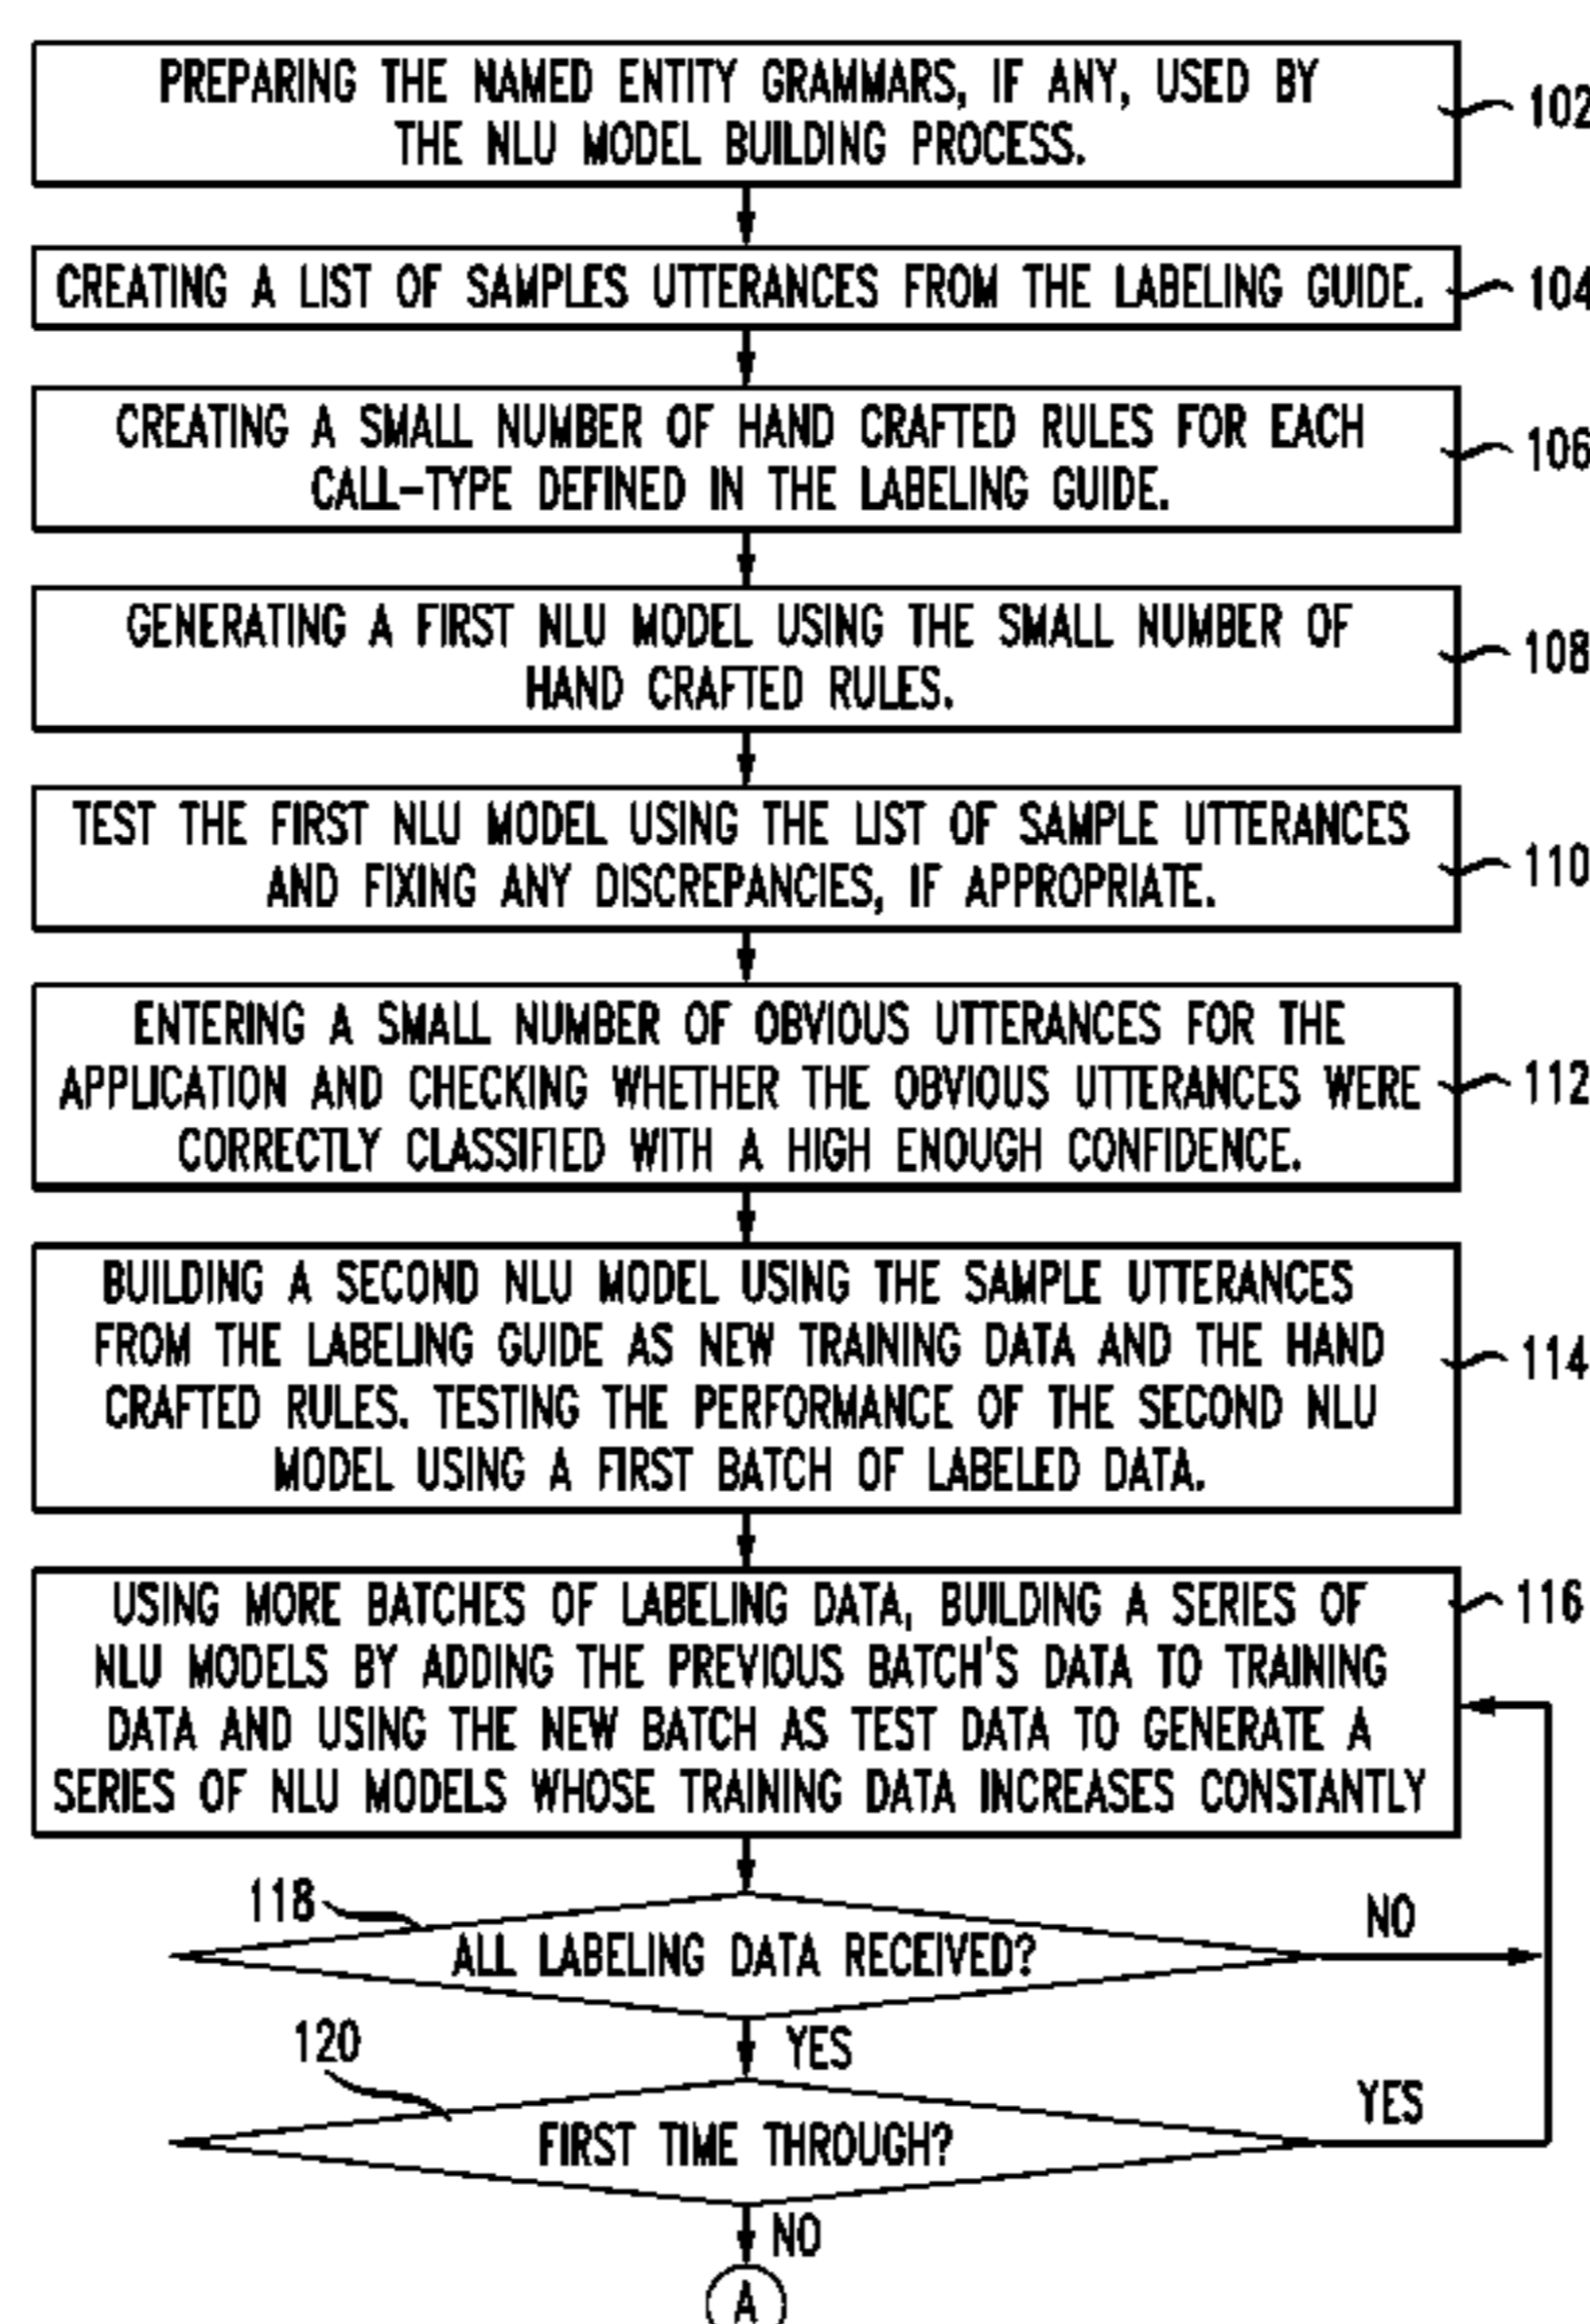 PREPARING THE NAMED ENTITY GRAMMARS, IF ANY, USED BY
THE NLU MODEL BUILDING PROCESS.
102
CREATING A LIST OF SAMPLES UTTERANCES FROM THE LABELING GUIDE.
104
CREATING A SMALL NUMBER OF HAND CRAFTED RULES FOR EACH
CALL-TYPE DEFINED IN THE LABELING GUIDE.
106
GENERATING A FIRST NLU MODEL USING THE SMALL NUMBER OF
HAND CRAFTED RULES.
108
TEST THE FIRST NLU MODEL USING THE LIST OF SAMPLE UTTERANCES
AND FIXING ANY DISCREPANCIES, IF APPROPRIATE.
110
ENTERING A SMALL NUMBER OF OBVIOUS UTTERANCES FOR THE
APPLICATION AND CHECKING WHETHER THE OBVIOUS UTTERANCES WERE
CORRECTLY CLASSIFIED WITH A HIGH ENOUGH CONFIDENCE.
112
BUILDING A SECOND NLU MODEL USING THE SAMPLE UTTERANCES
FROM THE LABELING GUIDE AS NEW TRAINING DATA AND THE HAND
CRAFTED RULES. TESTING THE PERFORMANCE OF THE SECOND NLU
MODEL USING A FIRST BATCH OF LABELED DATA.
114
USING MORE BATCHES OF LABELING DATA, BUILDING A SERIES OF
NLU MODELS BY ADDING THE PREVIOUS BATCH'S DATA TO TRAINING
DATA AND USING THE NEW BATCH AS TEST DATA TO GENERATE A
SERIES OF NLU MODELS WHOSE TRAINING DATA INCREASES CONSTANTLY
116
118
ALL LABELING DATA RECEIVED?
NO
YES
120
FIRST TIME THROUGH?
YES
NO
A